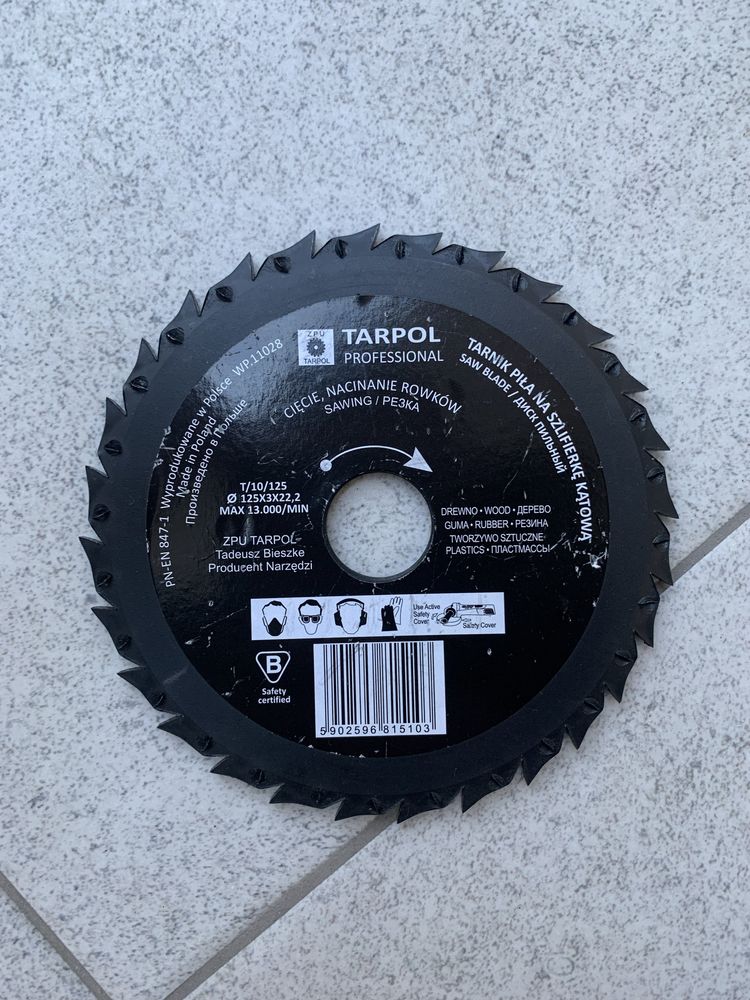 ZPU
TARPOL
TARPOL
PROFESSIONAL
CIĘCIE, NACINANIE ROWKÓW
SAWING / РЕЗКА
TARNIK PIŁA NA SZLIFIERKĘ KĄTOWĄ
SAW BLADE / ДИСК ПИЛЬНЫЙ
PN-EN 847-1 Wyprodukowane w Polsce WP.11028
Made in Poland
Произведено в Польше
T/10/125
Ø 125X3X22,2
MAX 13.000/MIN
ZPU TARPOL
Tadeusz Bieszke
Producent Narzędzi
DREWNO • WOOD • ДЕРЕВО
GUMA • RUBBER • РЕЗИНА
TWORZYWO SZTUCZNE
PLASTICS • ПЛАСТМАССЫ
Use Active
Safety
Cover
Safety Cover
B
Safety
certified
5902596815103